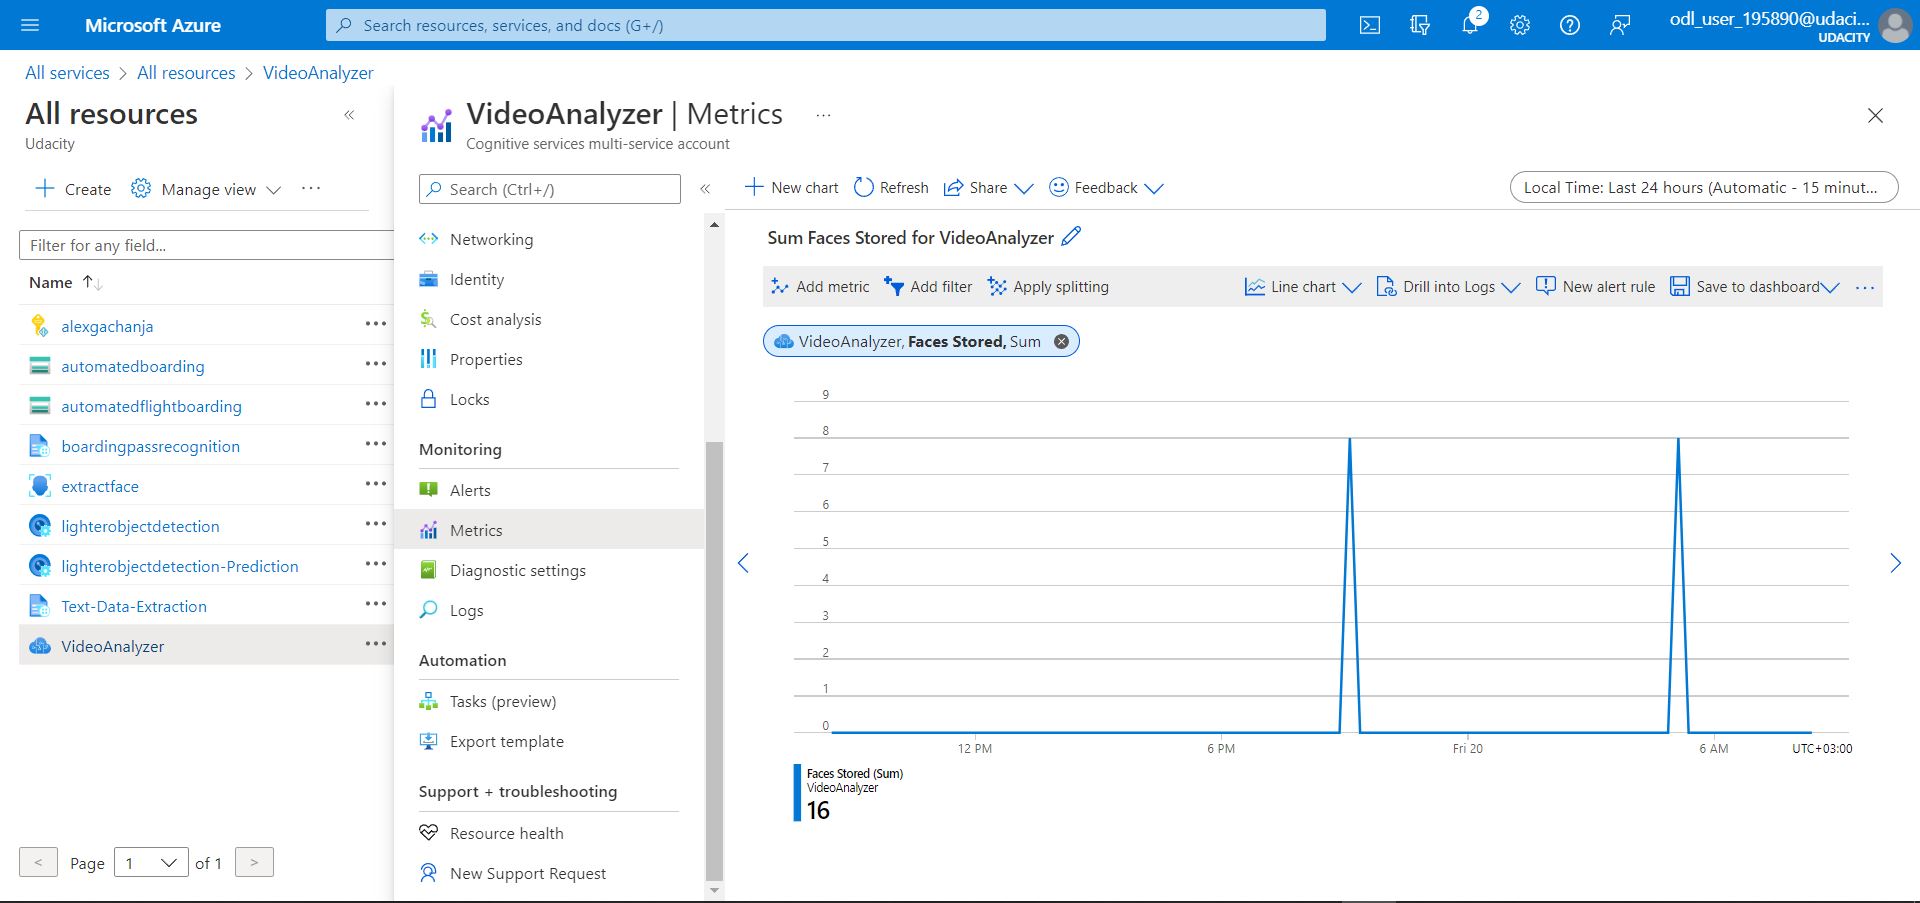 Microsoft Azure
Search resources, services, and docs (G+/)
2
odl_user_195890@udaci...
UDACITY
All services > All resources > VideoAnalyzer
All resources
Udacity
Create
Manage view
Filter for any field...
Name
alexgachanja
automatedboarding
automatedflightboarding
boardingpassrecognition
extractface
lighterobjectdetection
lighterobjectdetection-Prediction
Text-Data-Extraction
VideoAnalyzer
< Page 1 of 1 >
VideoAnalyzer | Metrics ...
Cognitive services multi-service account
Search (Ctrl+/)
Networking
Identity
Cost analysis
Properties
Locks
Monitoring
Alerts
Metrics
Diagnostic settings
Logs
Automation
Tasks (preview)
Export template
Support + troubleshooting
Resource health
New Support Request
New chart
Refresh
Share
Feedback
Local Time: Last 24 hours (Automatic - 15 minut...
Sum Faces Stored for VideoAnalyzer
Add metric
Add filter
Apply splitting
Line chart
Drill into Logs
New alert rule
Save to dashboard
VideoAnalyzer, Faces Stored, Sum
9
8
7
6
5
4
3
2
1
0
12 PM
6 PM
Fri 20
6 AM
UTC+03:00
Faces Stored (Sum)
VideoAnalyzer
16